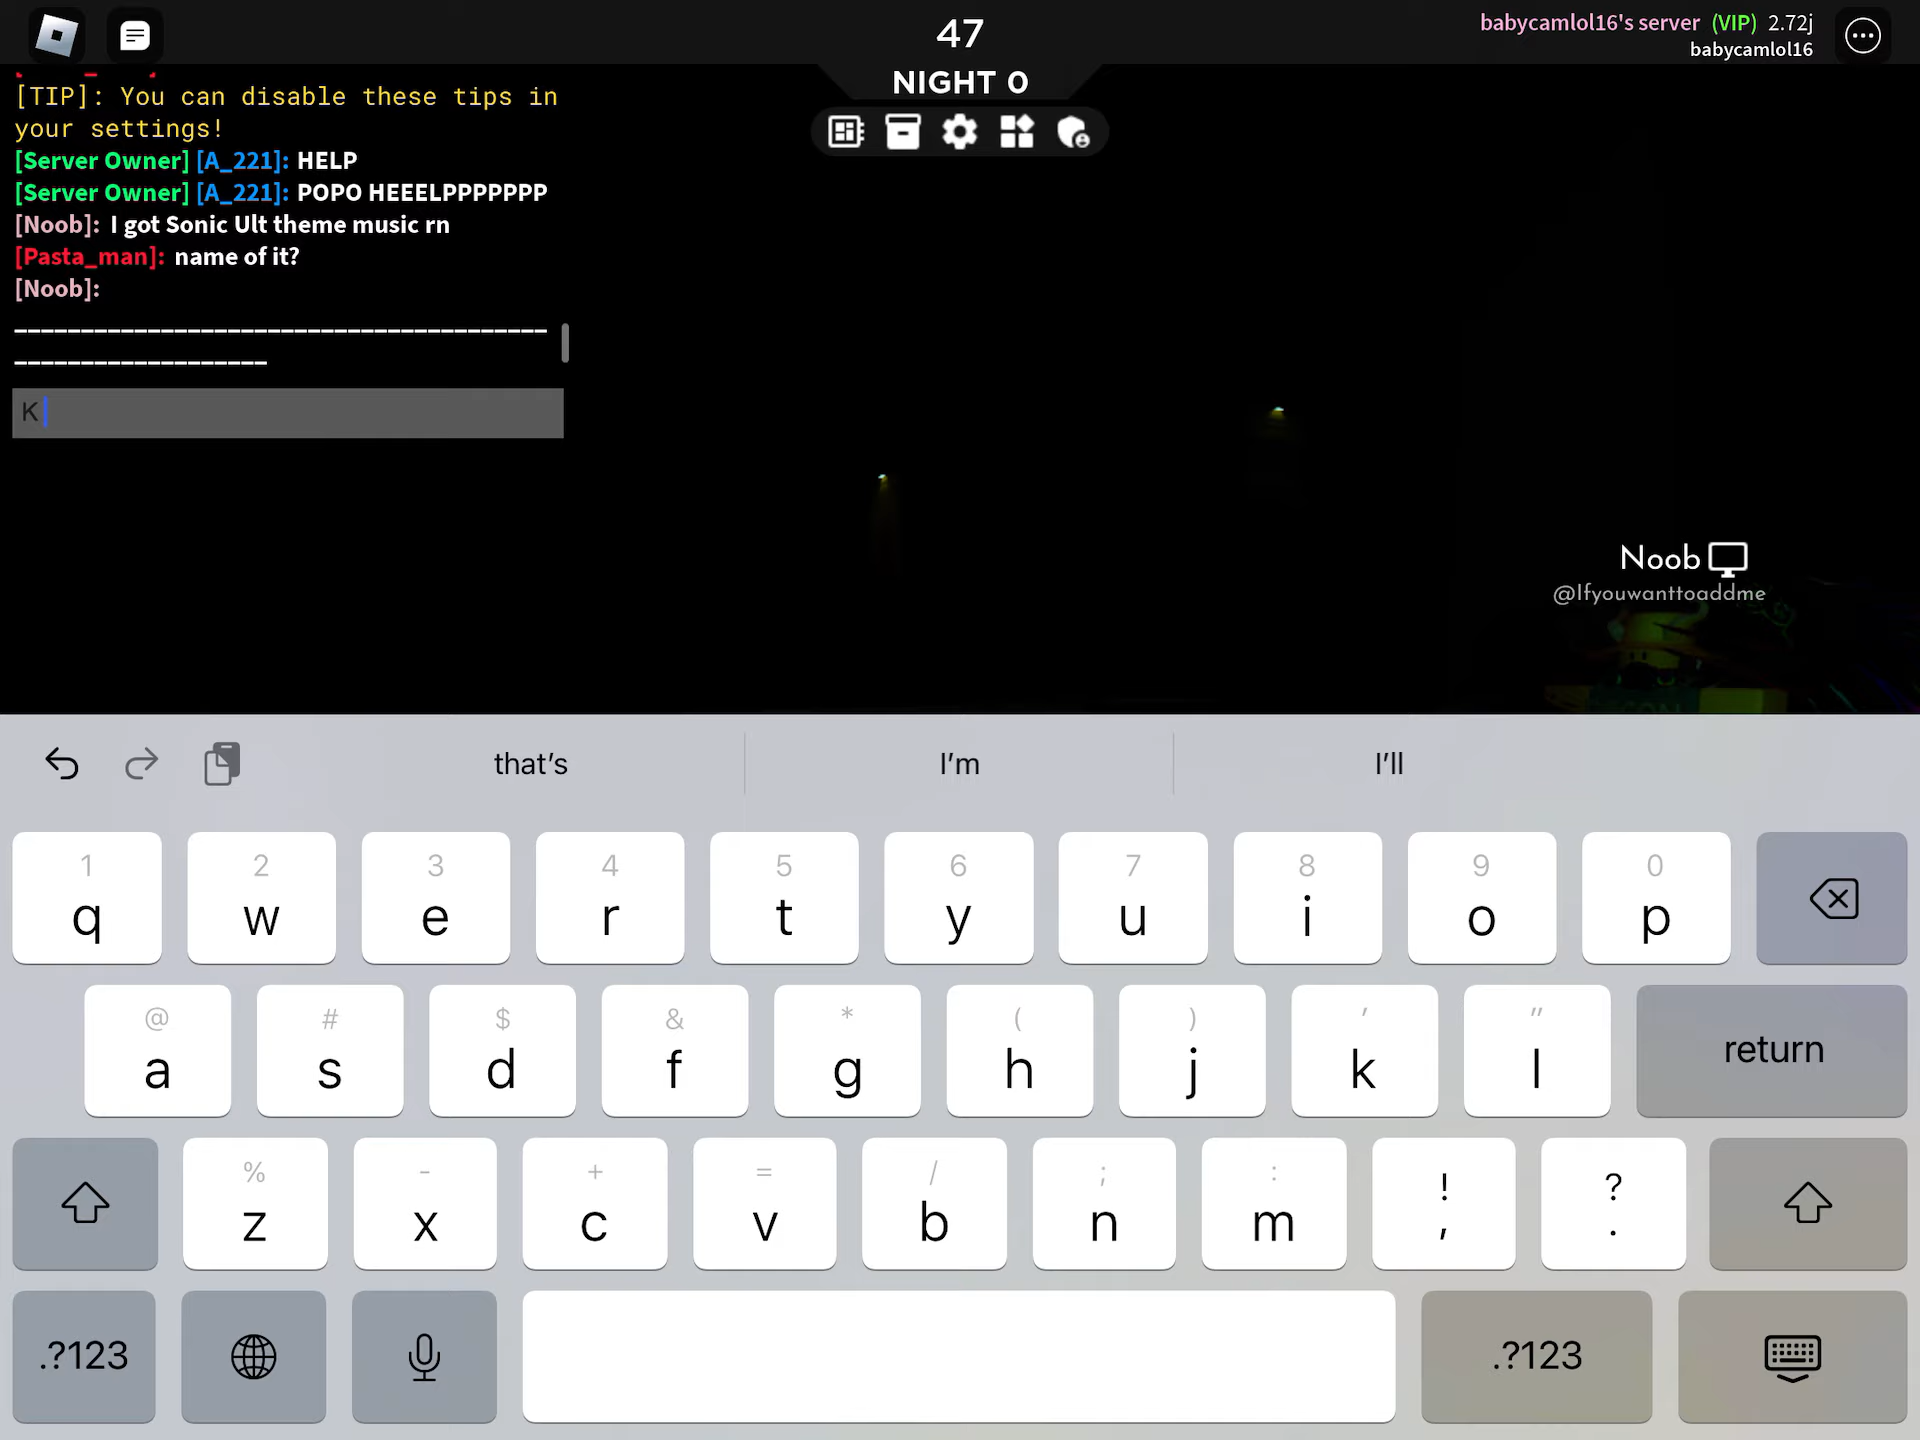 47
babycamlol16's server (VIP) 2.72j
babycamlol16
NIGHT 0
[TIP]: You can disable these tips in
your settings!
[Server Owner] [A_221]: HELP
[Server Owner] [A_221]: POPO HEEELPPPPPPP
[Noob]: I got Sonic Ult theme music rn
[Pasta_man]: name of it?
[Noob]:
K
Noob
@Ifyouwanttoaddme
that's I'm I'll
1 2 3 4 5 6 7 8 9 0
q w e r t y u i o p
@ # $ & * ( ) ' "
a s d f g h j k l return
% - + = / ; : ! ?
z x c v b n m , .
.?123 .?123